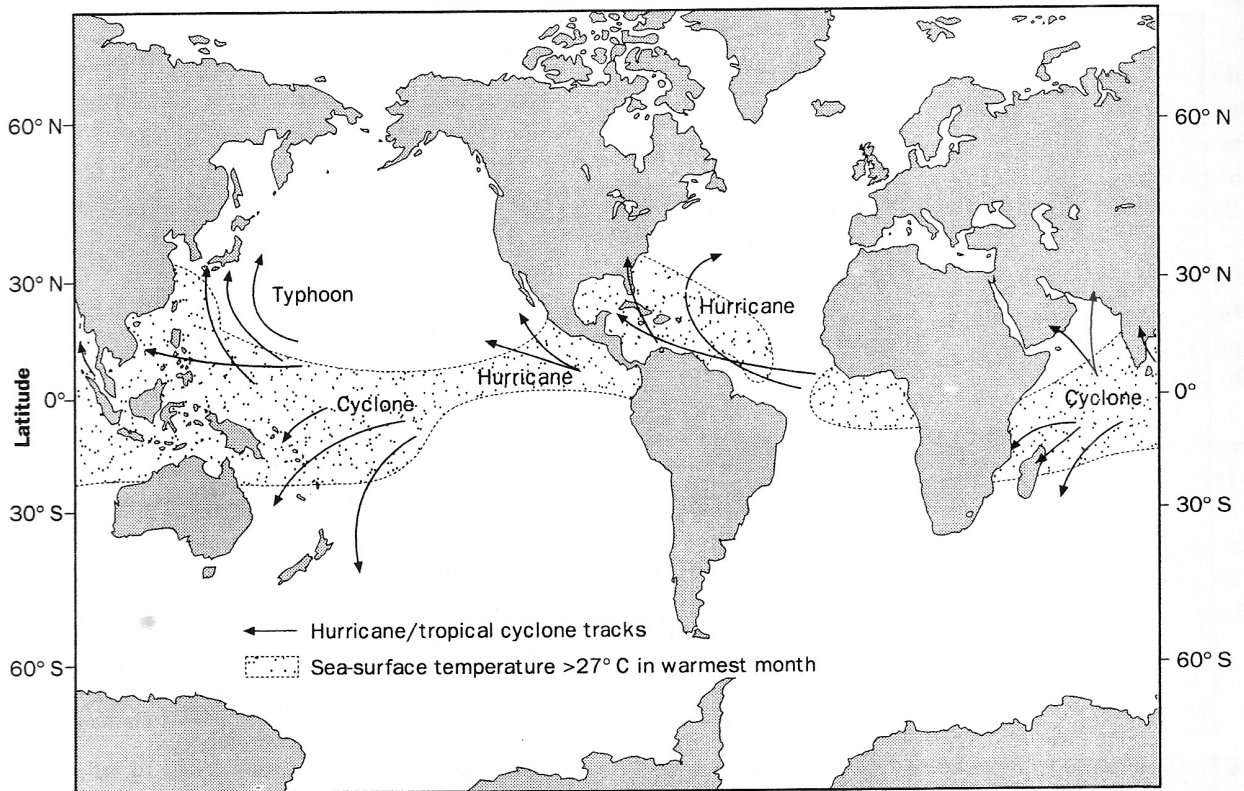 60° N
60° N
30° N
30° N
Typhoon
Hurricane
Hurricane
Latitude
0°
0°
Cyclone
Cyclone
30° S
30° S
Hurricane/tropical cyclone tracks
60° S
60° S
Sea-surface temperature >27° C in warmest month